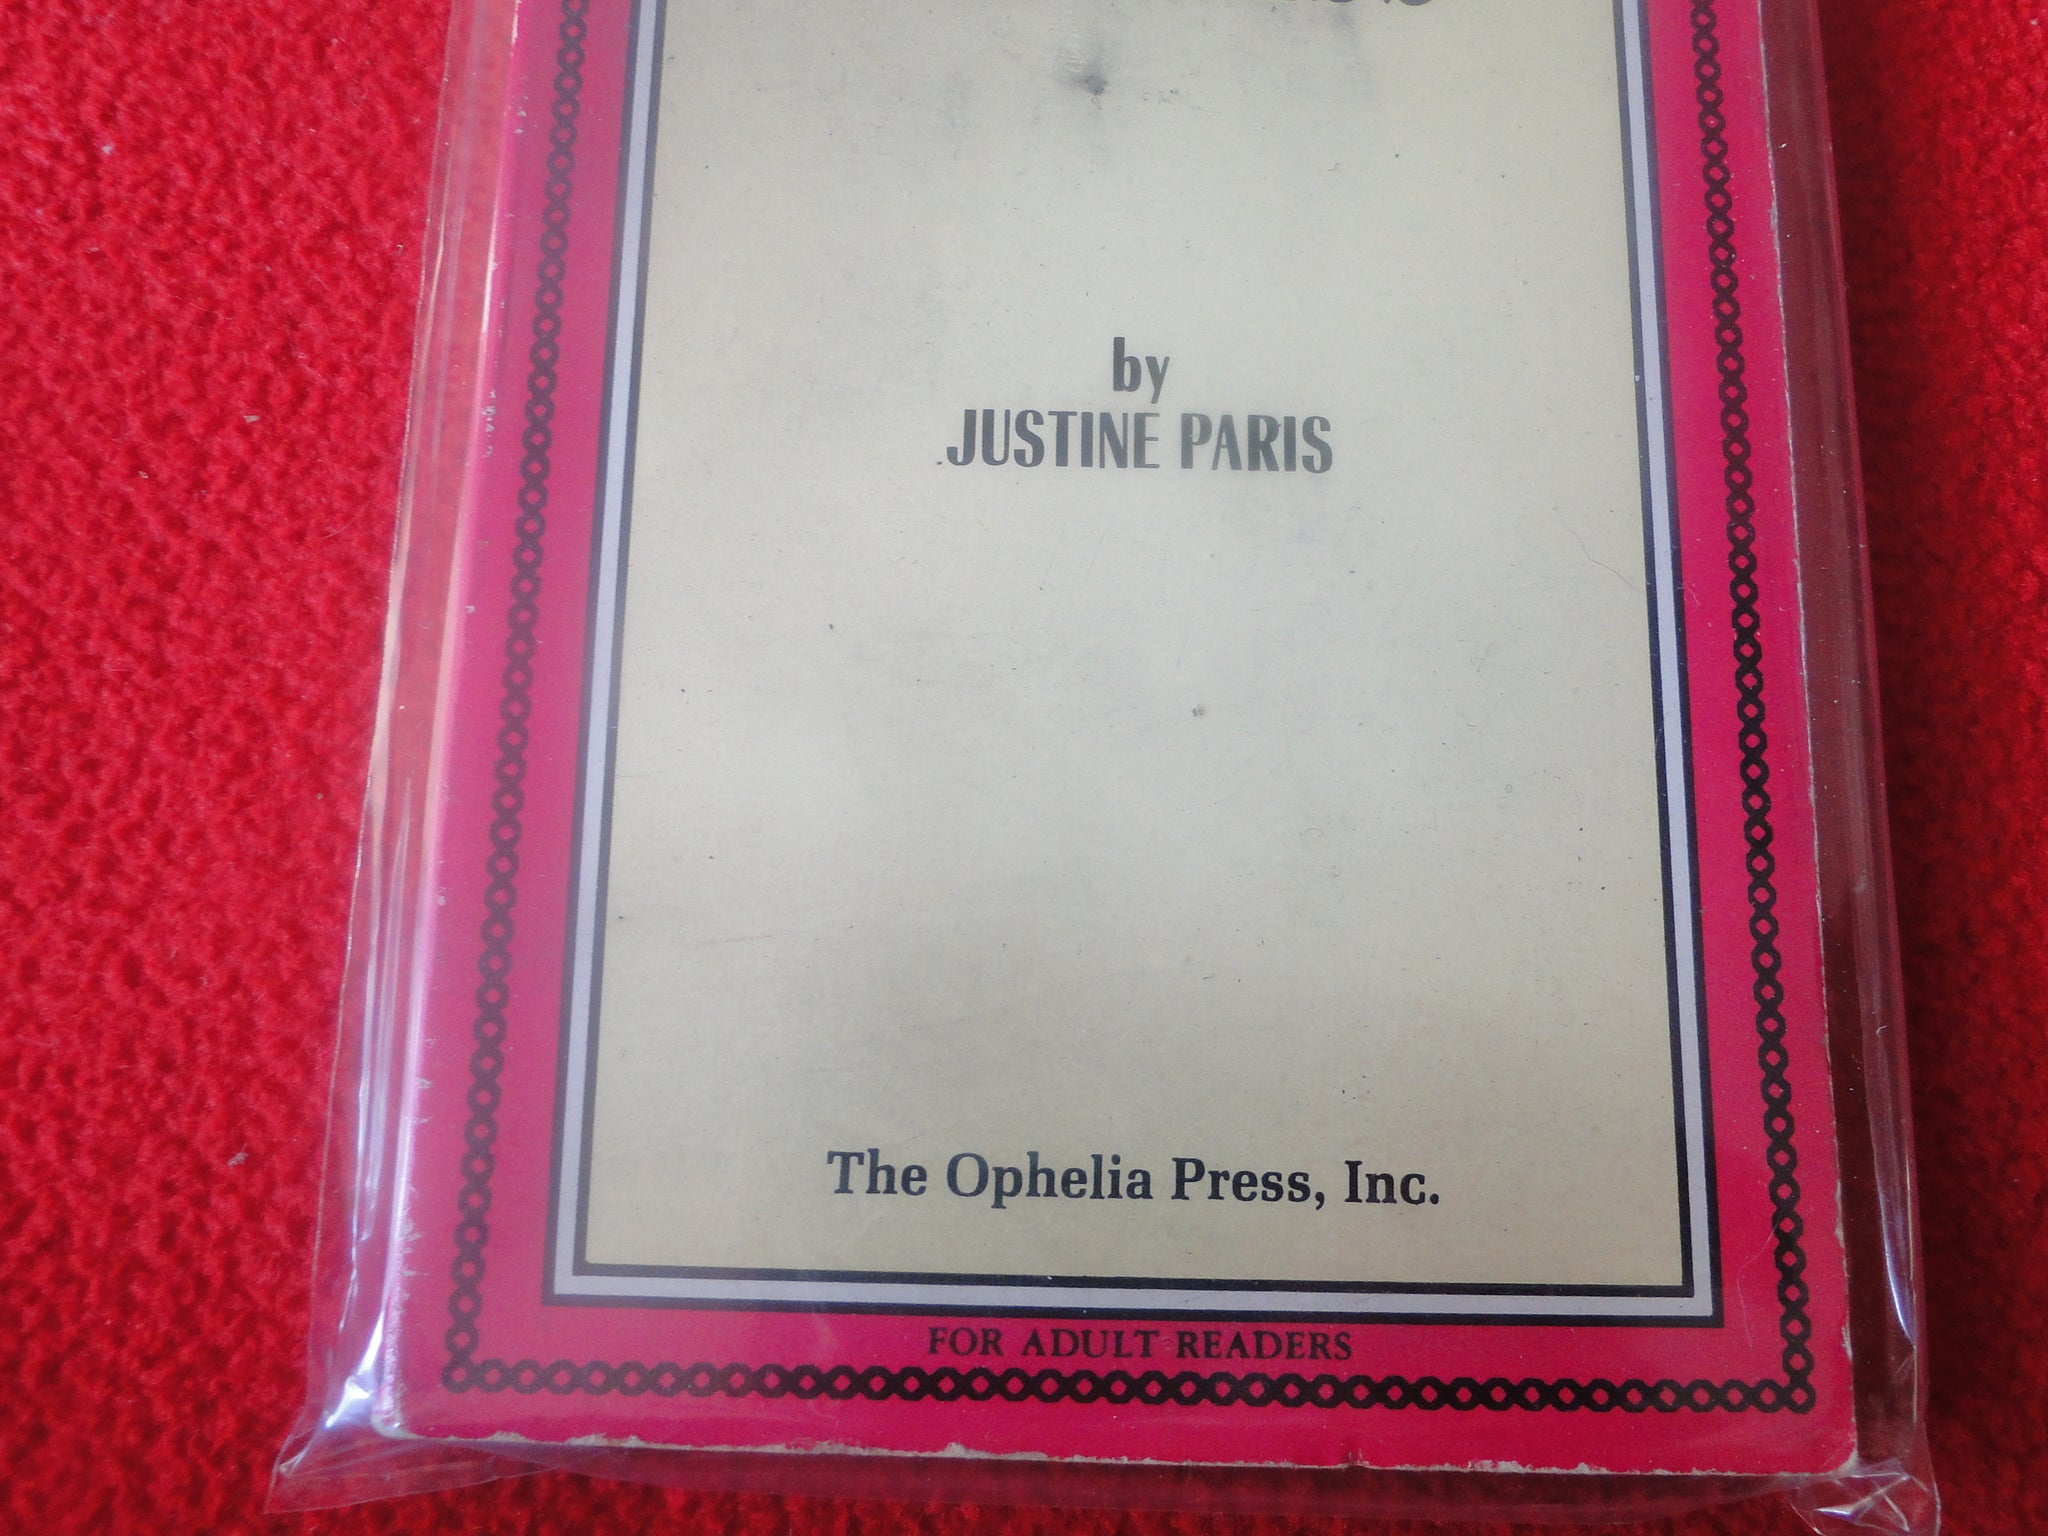 by
JUSTINE PARIS
The Ophelia Press, Inc.
FOR ADULT READERS